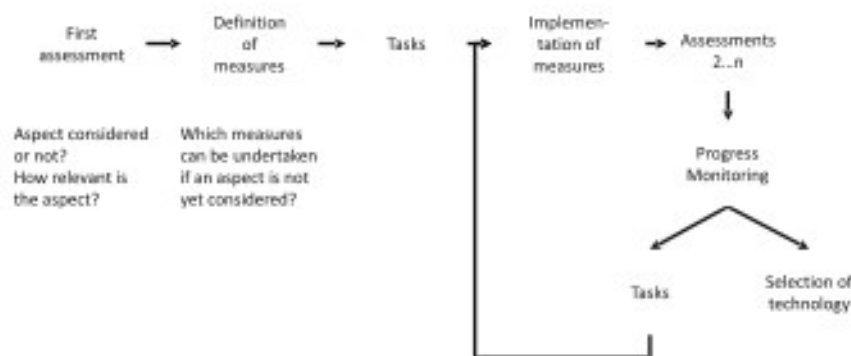 First
assessment
Definition
of
measures
Tasks
Implemen-
tation of
measures
Assessments
2...n
Aspect considered
or not?
How relevant is
the aspect?
Which measures
can be undertaken
if an aspect is not
yet considered?
Progress
Monitoring
Tasks
Selection of
technology